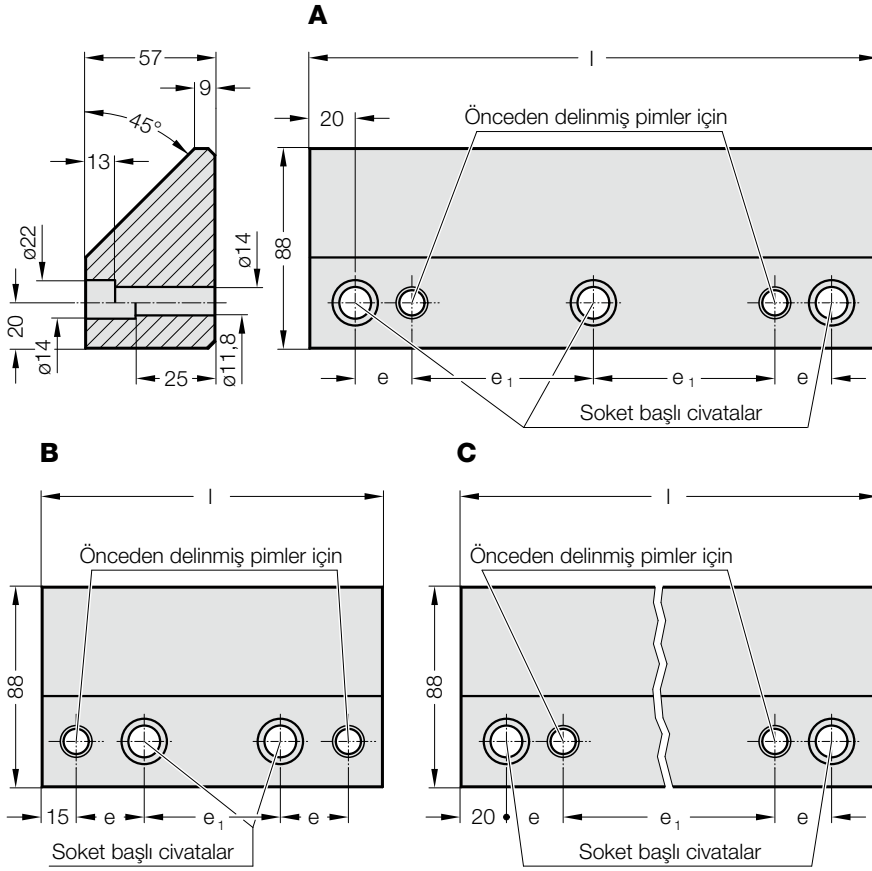 A
57
l
9
20
Önceden delinmiş pimler için
45°
13
ø22
ø14
88
20
ø14
25
ø11,8
e
e1
e1
e
Soket başlı civatalar
B
C
l
l
Önceden delinmiş pimler için
Önceden delinmiş pimler için
88
88
15
e
e1
e
20
e
e1
e
Soket başlı civatalar
Soket başlı civatalar